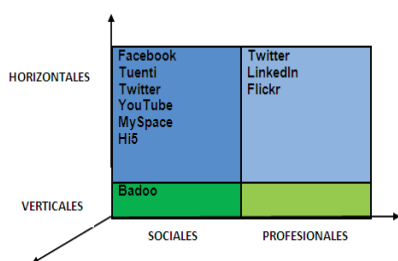 Facebook
Tuenti
Twitter
YouTube
MySpace
Hi5
Twitter
LinkedIn
Flickr
HORIZONTALES
Badoo
VERTICALES
SOCIALES
PROFESIONALES